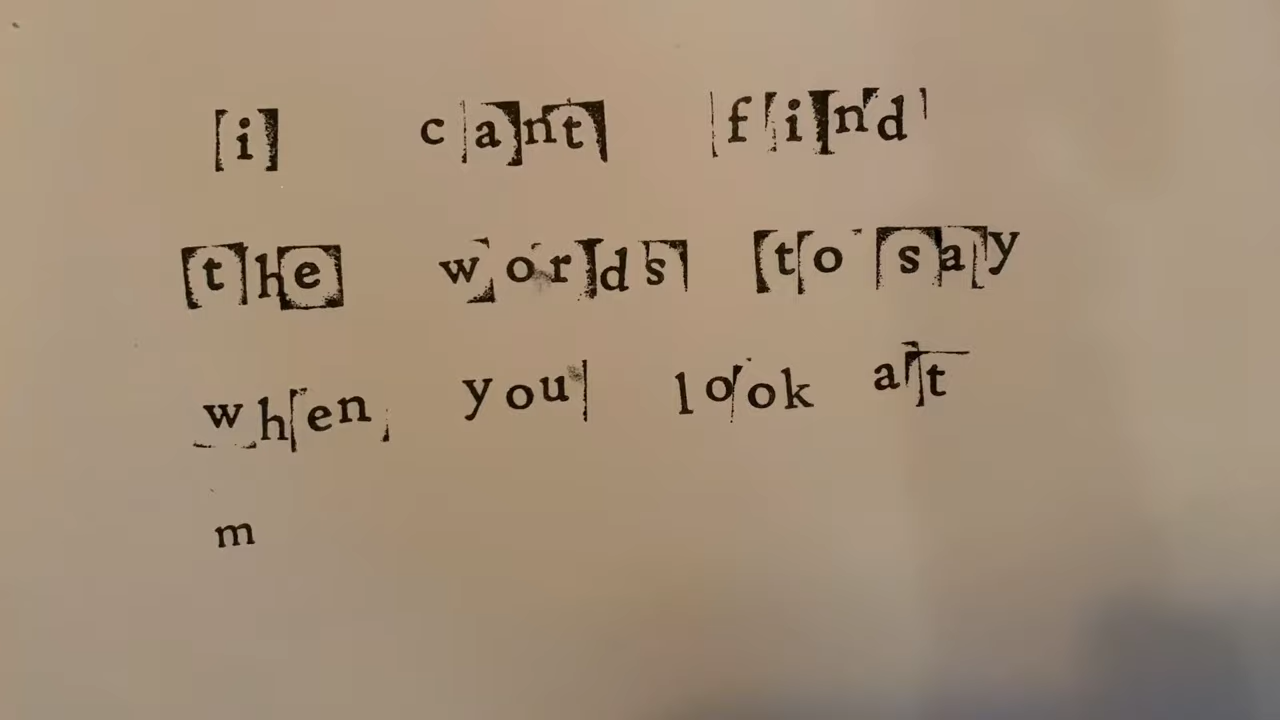 i cant find
the words to say
when you look at
m